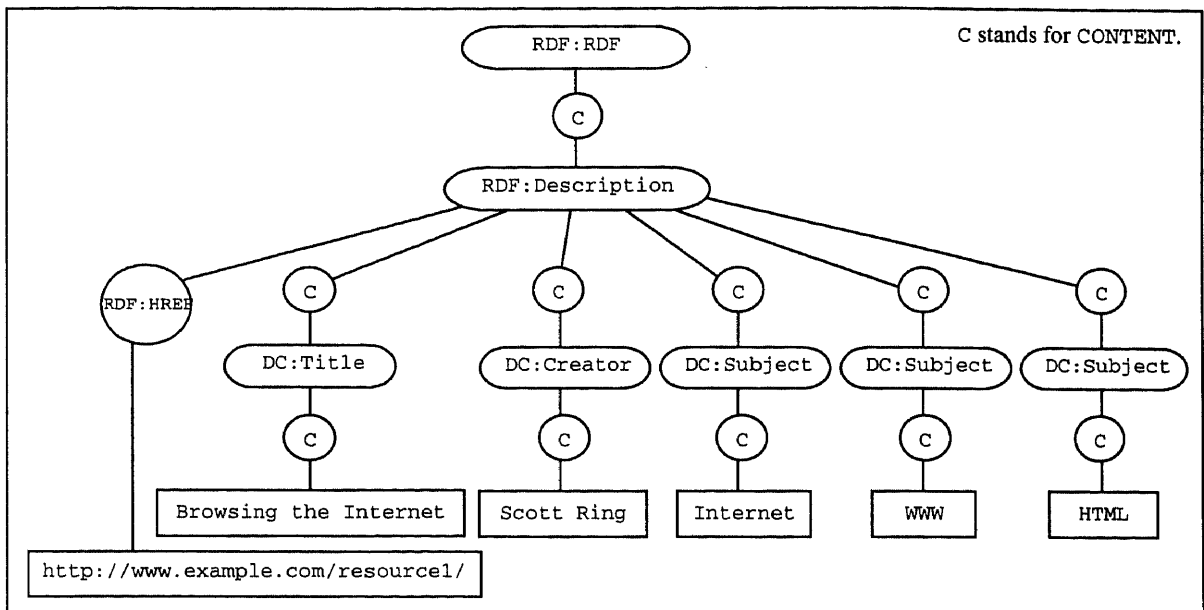 C stands for CONTENT.
RDF:RDF
C
RDF:Description
RDF:HREF C C C C C
DC:Title DC:Creator DC:Subject DC:Subject DC:Subject
C C C C C
Browsing the Internet Scott Ring Internet WWW HTML
http://www.example.com/resource1/